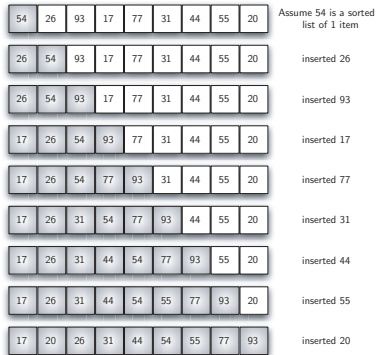 54 26 93 17 77 31 44 55 20 Assume 54 is a sorted
list of 1 item
26 54 93 17 77 31 44 55 20 inserted 26
26 54 93 17 77 31 44 55 20 inserted 93
17 26 54 93 77 31 44 55 20 inserted 17
17 26 54 77 93 31 44 55 20 inserted 77
17 26 31 54 77 93 44 55 20 inserted 31
17 26 31 44 54 77 93 55 20 inserted 44
17 26 31 44 54 55 77 93 20 inserted 55
17 20 26 31 44 54 55 77 93 inserted 20